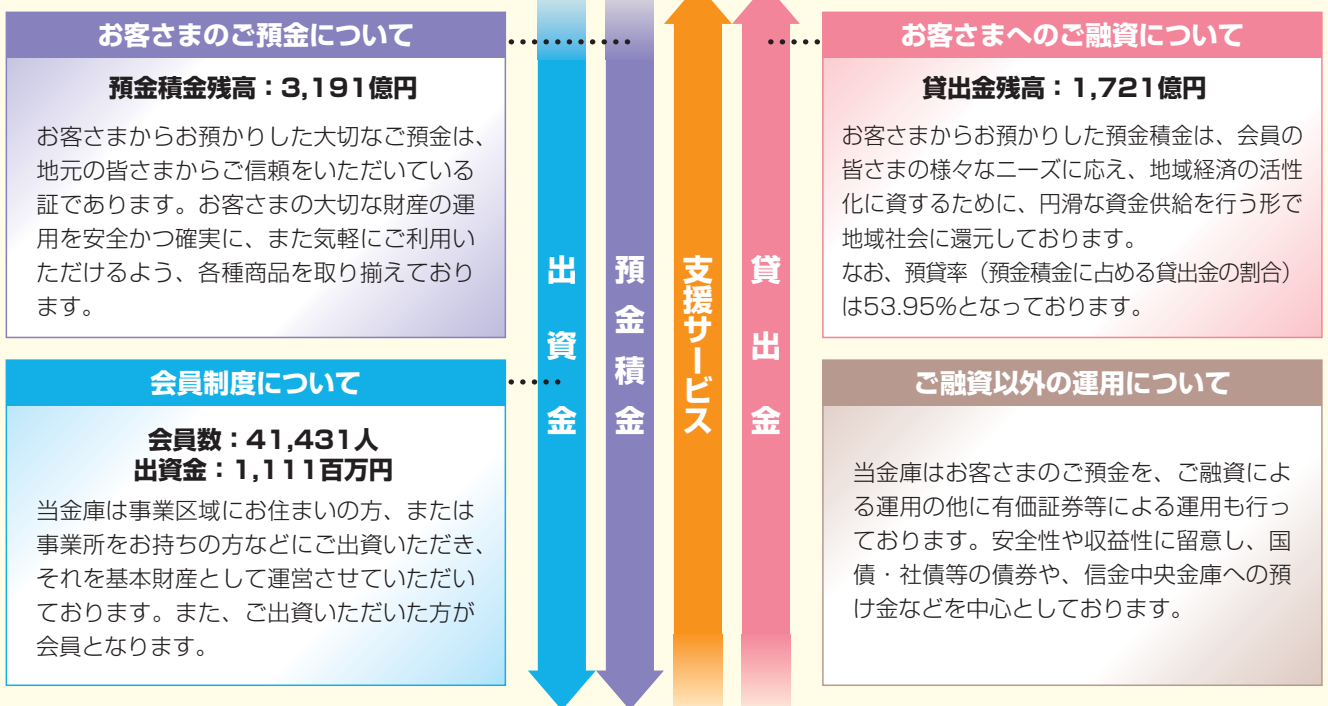 お客さまのご預金について
預金積金残高：3,191億円
お客さまからお預かりした大切なご預金は、
地元の皆さまからご信頼をいただいている
証であります。お客さまの大切な財産の運
用を安全かつ確実に、また気軽にご利用い
ただけるよう、各種商品を取り揃えており
ます。
会員制度について
会員数：41,431人
出資金：1,111百万円
当金庫は事業区域にお住まいの方、または
事業所をお持ちの方などにご出資いただき、
それを基本財産として運営させていただい
ております。また、ご出資いただいた方が
会員となります。
出資金
預金積金
支援サービス
貸出金
お客さまへのご融資について
貸出金残高：1,721億円
お客さまからお預かりした預金積金は、会員の
皆さまの様々なニーズに応え、地域経済の活性
化に資するために、円滑な資金供給を行う形で
地域社会に還元しております。
なお、預貸率（預金積金に占める貸出金の割合）
は53.95%となっております。
ご融資以外の運用について
当金庫はお客さまのご預金を、ご融資によ
る運用の他に有価証券等による運用も行っ
ております。安全性や収益性に留意し、国
債・社債等の債券や、信金中央金庫への預
け金などを中心としております。